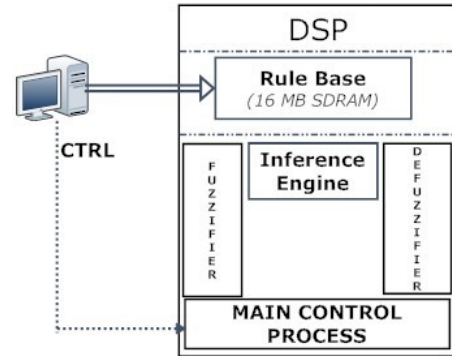 DSP
Rule Base
(16 MB SDRAM)
CTRL
FUZZIFIER
Inference
Engine
DEFUZZIFIER
MAIN CONTROL
PROCESS